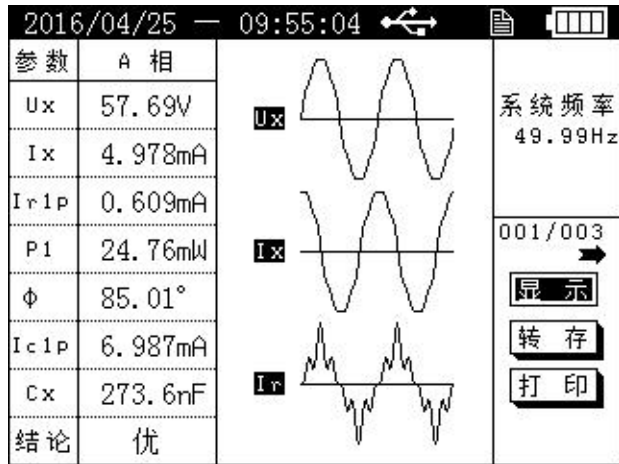 2016/04/25 — 09:55:04
参数 A 相
Ux 57.69V
Ix 4.978mA
Ir1p 0.609mA
P1 24.76mW
Φ 85.01°
Ic1p 6.987mA
Cx 273.6nF
结论 优
Ux
Ix
Ir
系统频率
49.99Hz
001/003
显示
转存
打印